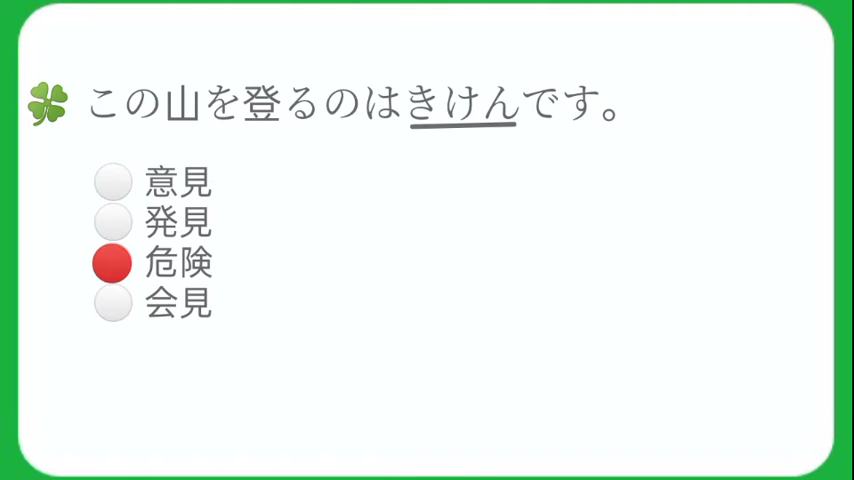 🍀 この山を登るのはきけんです。
⚪ 意見
⚪ 発見
🔴 危険
⚪ 会見